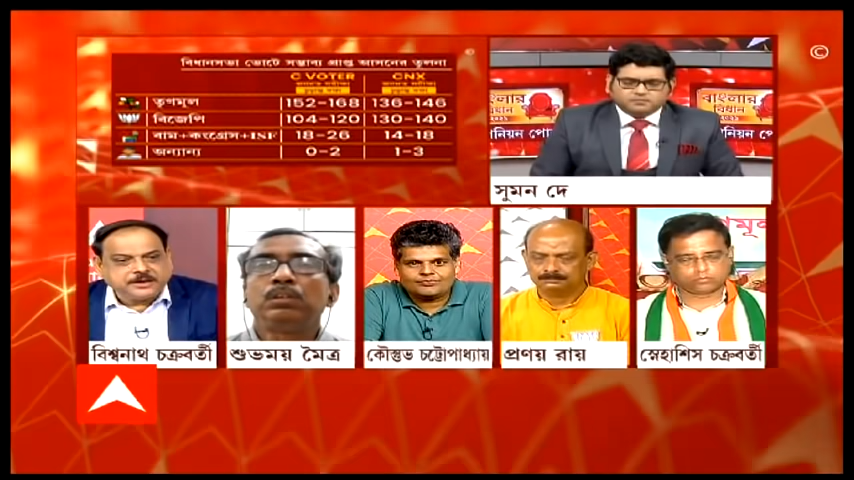 বিধানসভা ভোটে সম্ভাব্য প্রাপ্ত আসনের তুলনা
C VOTER CNX
তৃণমূল 152-168 136-146
বিজেপি 104-120 130-140
বাম+কংগ্রেস+ISF 18-26 14-18
অন্যান্য 0-2 1-3
©
বাংলার
বিধান
২০২১
নিয়ন পো
সুমন দে
বিশ্বনাথ চক্রবর্তী
শুভময় মৈত্র
কৌস্তুভ চট্টোপাধ্যায়
প্রণয় রায়
স্নেহাশিস চক্রবর্তী